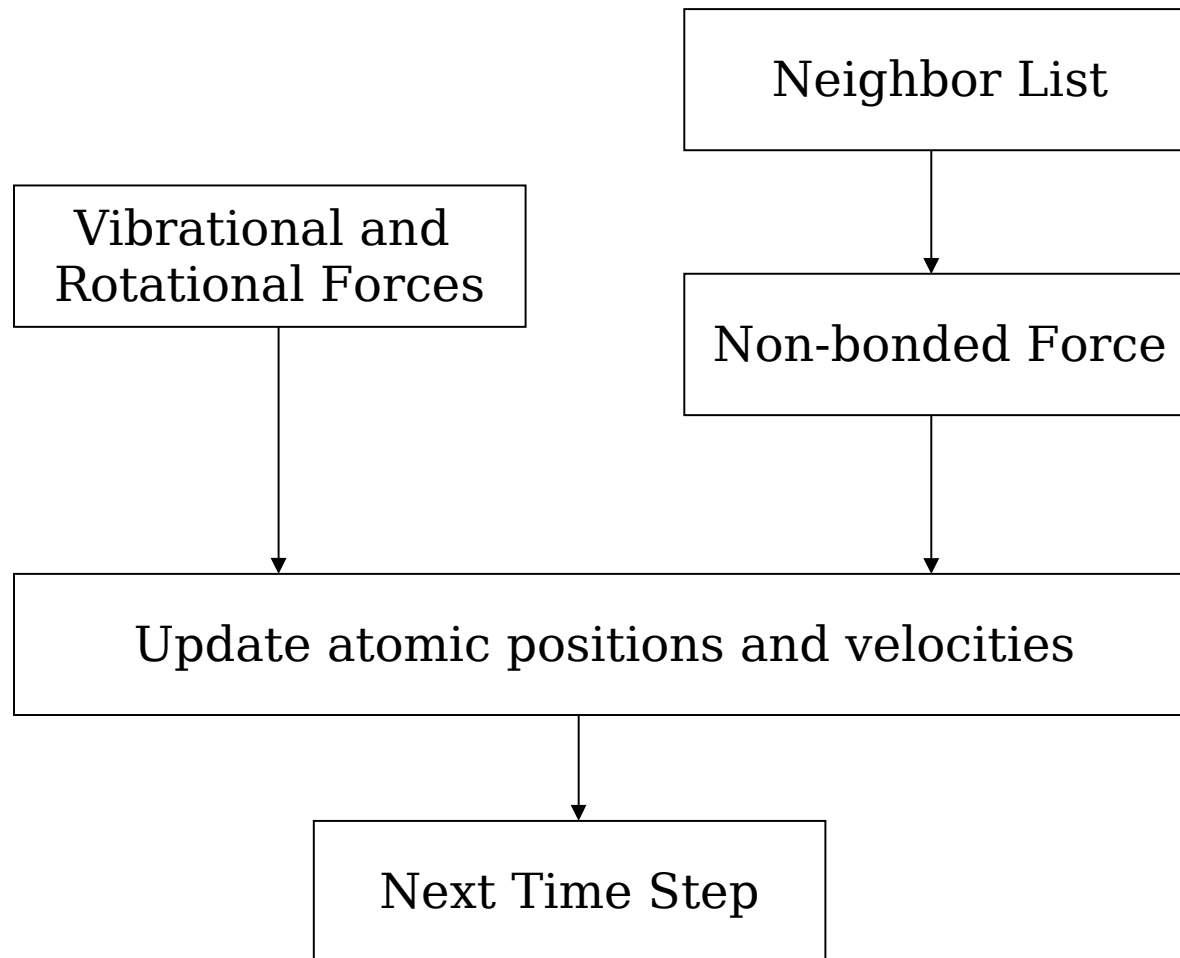 Neighbor List
Vibrational and
Rotational Forces
Non-bonded Force
Update atomic positions and velocities
Next Time Step